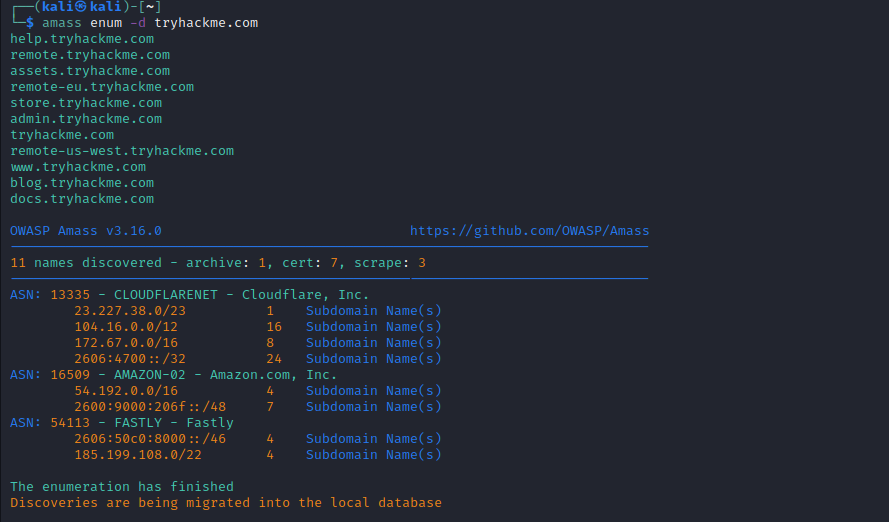 ┌──(kali㉿kali)-[~]
└─$ amass enum -d tryhackme.com
help.tryhackme.com
remote.tryhackme.com
assets.tryhackme.com
remote-eu.tryhackme.com
store.tryhackme.com
admin.tryhackme.com
tryhackme.com
remote-us-west.tryhackme.com
www.tryhackme.com
blog.tryhackme.com
docs.tryhackme.com
OWASP Amass v3.16.0 https://github.com/OWASP/Amass
11 names discovered - archive: 1, cert: 7, scrape: 3
ASN: 13335 - CLOUDFLARENET - Cloudflare, Inc.
23.227.38.0/23 1 Subdomain Name(s)
104.16.0.0/12 16 Subdomain Name(s)
172.67.0.0/16 8 Subdomain Name(s)
2606:4700::/32 24 Subdomain Name(s)
ASN: 16509 - AMAZON-02 - Amazon.com, Inc.
54.192.0.0/16 4 Subdomain Name(s)
2600:9000:206f::/48 7 Subdomain Name(s)
ASN: 54113 - FASTLY - Fastly
2606:50c0:8000::/46 4 Subdomain Name(s)
185.199.108.0/22 4 Subdomain Name(s)
The enumeration has finished
Discoveries are being migrated into the local database